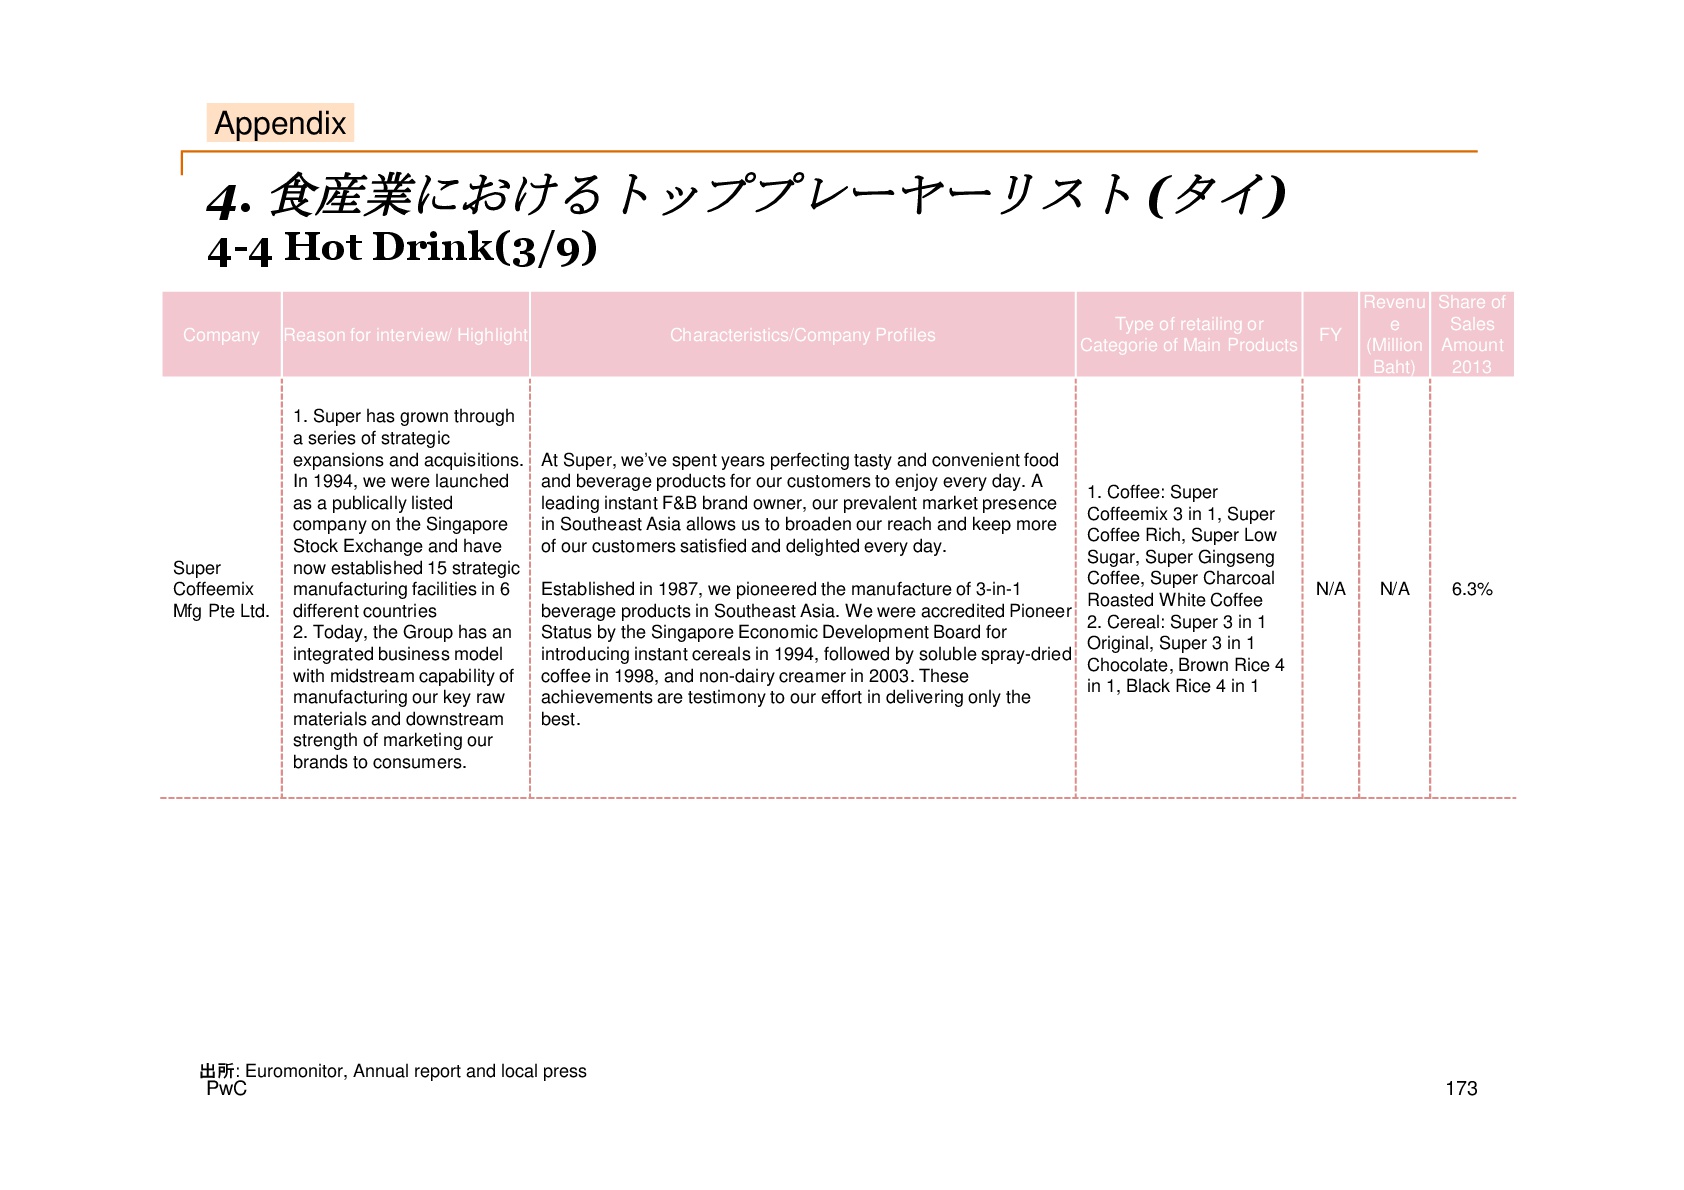 Appendix
4. 食産業におけるトッププレーヤーリスト(タイ)
4-4 Hot Drink(3/9)
Company
Reason for interview/ Highlight
Characteristics/Company Profiles
Type of retailing or
Categorie of Main Products
FY
Revenu
e
(Million
Baht)
Share of
Sales
Amount
2013
Super
Coffeemix
Mfg Pte Ltd.
1. Super has grown through
a series of strategic
expansions and acquisitions.
In 1994, we were launched
as a publically listed
company on the Singapore
Stock Exchange and have
now established 15 strategic
manufacturing facilities in 6
different countries
2. Today, the Group has an
integrated business model
with midstream capability of
manufacturing our key raw
materials and downstream
strength of marketing our
brands to consumers.
At Super, we’ve spent years perfecting tasty and convenient food
and beverage products for our customers to enjoy every day. A
leading instant F&B brand owner, our prevalent market presence
in Southeast Asia allows us to broaden our reach and keep more
of our customers satisfied and delighted every day.
Established in 1987, we pioneered the manufacture of 3-in-1
beverage products in Southeast Asia. We were accredited Pioneer
Status by the Singapore Economic Development Board for
introducing instant cereals in 1994, followed by soluble spray-dried
coffee in 1998, and non-dairy creamer in 2003. These
achievements are testimony to our effort in delivering only the
best.
1. Coffee: Super
Coffeemix 3 in 1, Super
Coffee Rich, Super Low
Sugar, Super Gingseng
Coffee, Super Charcoal
Roasted White Coffee
2. Cereal: Super 3 in 1
Original, Super 3 in 1
Chocolate, Brown Rice 4
in 1, Black Rice 4 in 1
N/A
N/A
6.3%
出所: Euromonitor, Annual report and local press
PwC
173